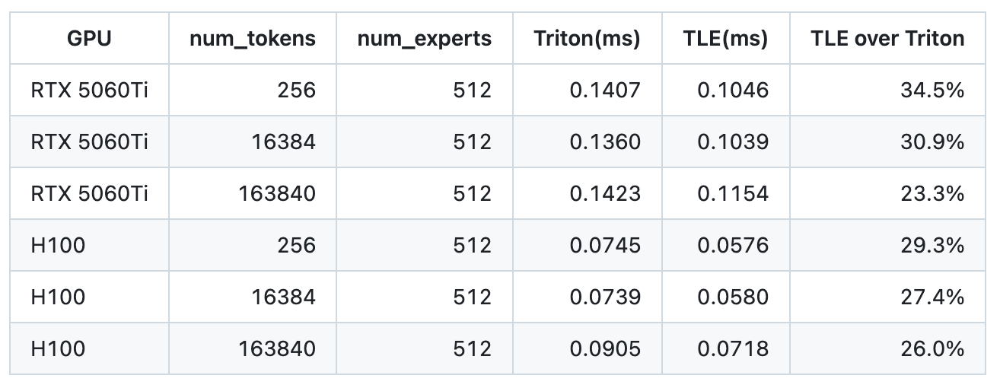 GPU num_tokens num_experts Triton(ms) TLE(ms) TLE over Triton
RTX 5060Ti 256 512 0.1407 0.1046 34.5%
RTX 5060Ti 16384 512 0.1360 0.1039 30.9%
RTX 5060Ti 163840 512 0.1423 0.1154 23.3%
H100 256 512 0.0745 0.0576 29.3%
H100 16384 512 0.0739 0.0580 27.4%
H100 163840 512 0.0905 0.0718 26.0%